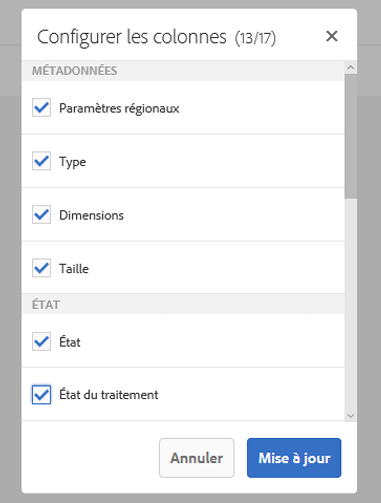 Configurer les colonnes (13/17)
MÉTADONNÉES
Paramètres régionaux
Type
Dimensions
Taille
ÉTAT
État
État du traitement
Annuler
Mise à jour